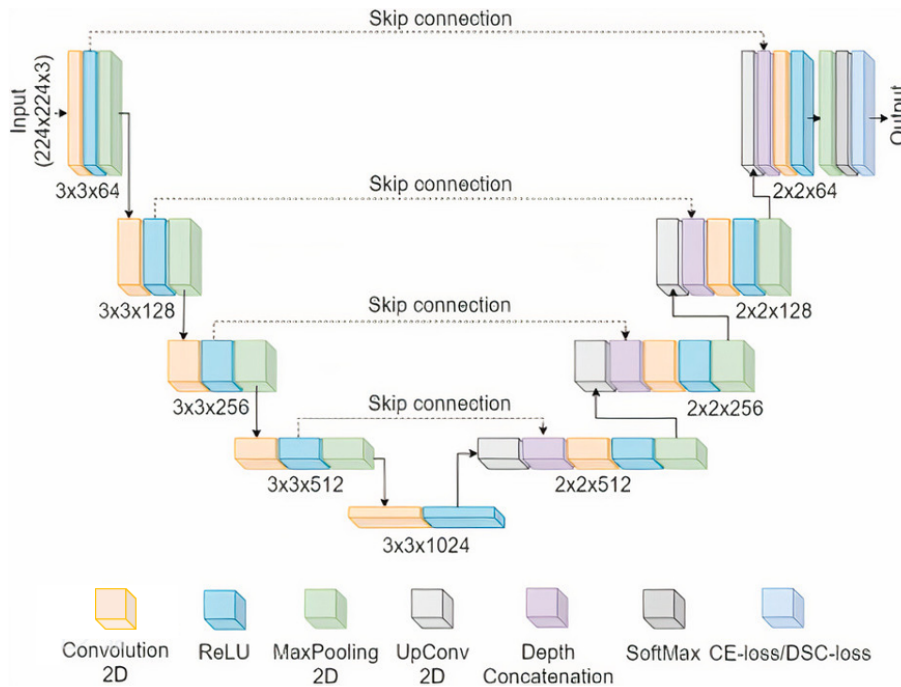 Skip connection
Input
(224x224x3)
Output
3x3x64
2x2x64
Skip connection
3x3x128
2x2x128
Skip connection
3x3x256
2x2x256
Skip connection
3x3x512
2x2x512
3x3x1024
Convolution
2D
ReLU
MaxPooling
2D
UpConv
2D
Depth
Concatenation
SoftMax
CE-loss/DSC-loss